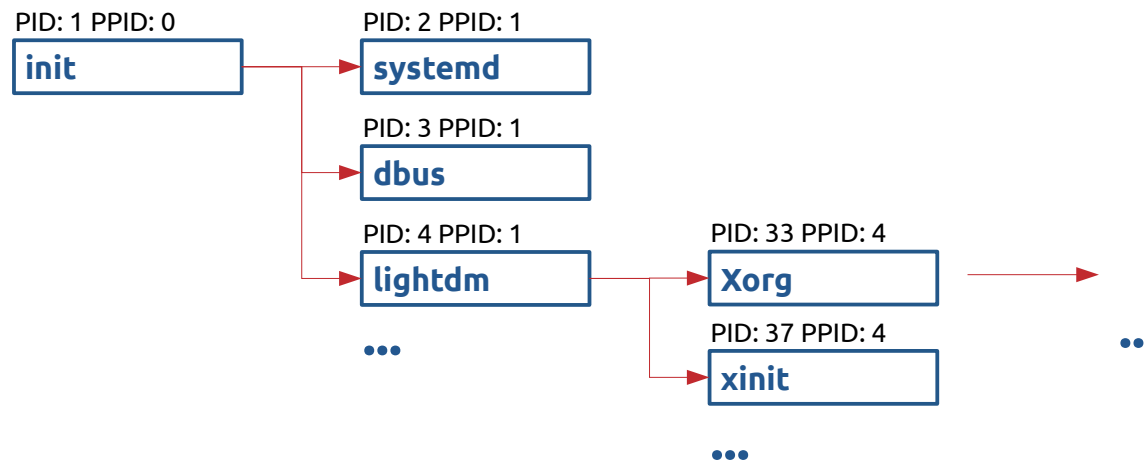 PID: 1 PPID: 0
init
PID: 2 PPID: 1
systemd
PID: 3 PPID: 1
dbus
PID: 4 PPID: 1
lightdm
...
PID: 33 PPID: 4
Xorg
PID: 37 PPID: 4
xinit
...
..